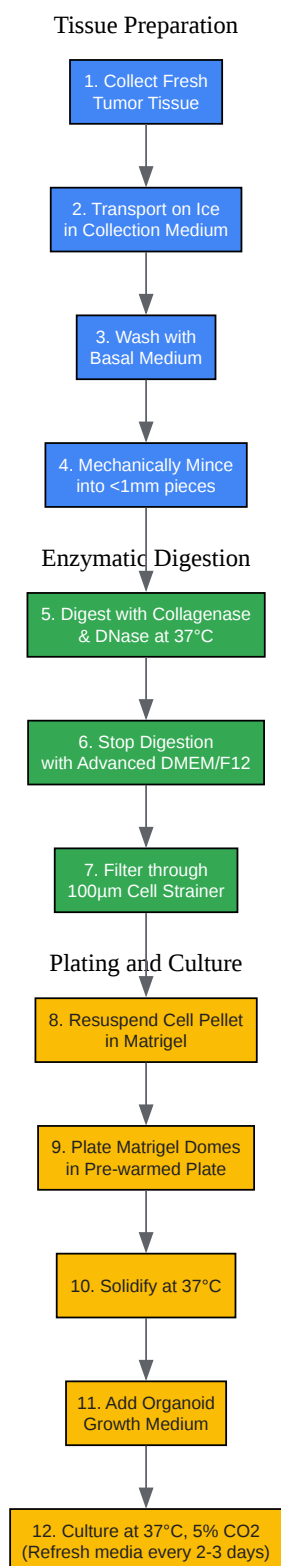 Tissue Preparation
1. Collect Fresh
Tumor Tissue
2. Transport on Ice
in Collection Medium
3. Wash with
Basal Medium
4. Mechanically Mince
into <1mm pieces
Enzymatic Digestion
5. Digest with Collagenase
& DNase at 37°C
6. Stop Digestion
with Advanced DMEM/F12
7. Filter through
100µm Cell Strainer
Plating and Culture
8. Resuspend Cell Pellet
in Matrigel
9. Plate Matrigel Domes
in Pre-warmed Plate
10. Solidify at 37°C
11. Add Organoid
Growth Medium
12. Culture at 37°C, 5% CO2
(Refresh media every 2-3 days)